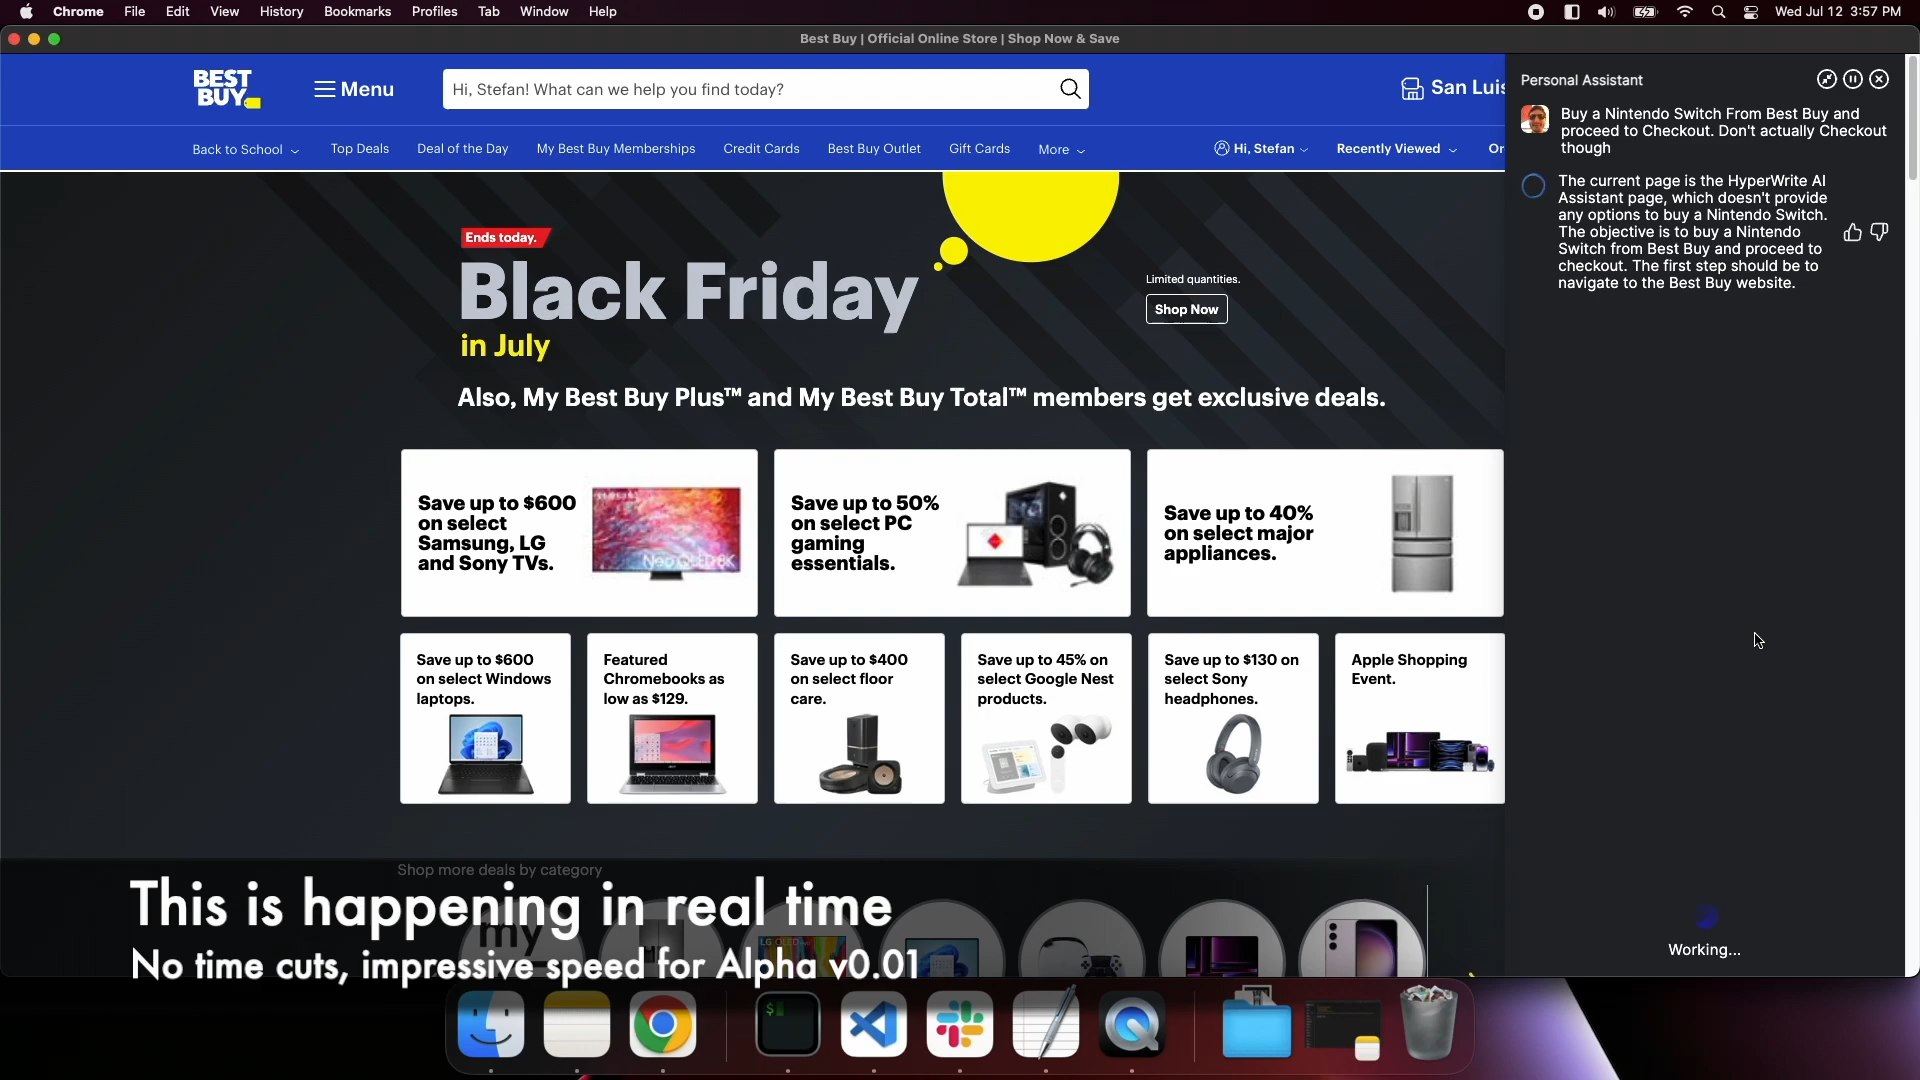 Chrome File Edit View History Bookmarks Profiles Tab Window Help
Wed Jul 12 3:57 PM
Best Buy | Official Online Store | Shop Now & Save
BEST
BUY
Menu
Hi, Stefan! What can we help you find today?
San Luis
Back to School
Top Deals
Deal of the Day
My Best Buy Memberships
Credit Cards
Best Buy Outlet
Gift Cards
More
Hi, Stefan
Recently Viewed
Or
Ends today.
Black Friday
in July
Limited quantities.
Shop Now
Also, My Best Buy Plus™ and My Best Buy Total™ members get exclusive deals.
Save up to $600
on select
Samsung, LG
and Sony TVs.
Neo QLED 8K
Save up to 50%
on select PC
gaming
essentials.
Save up to 40%
on select major
appliances.
Save up to $600
on select Windows
laptops.
Featured
Chromebooks as
low as $129.
Save up to $400
on select floor
care.
Save up to 45% on
select Google Nest
products.
Save up to $130 on
select Sony
headphones.
Apple Shopping
Event.
Shop more deals by category
my
Personal Assistant
Buy a Nintendo Switch From Best Buy and
proceed to Checkout. Don't actually Checkout
though
The current page is the HyperWrite AI
Assistant page, which doesn't provide
any options to buy a Nintendo Switch.
The objective is to buy a Nintendo
Switch from Best Buy and proceed to
checkout. The first step should be to
navigate to the Best Buy website.
Working...
This is happening in real time
No time cuts, impressive speed for Alpha v0.01